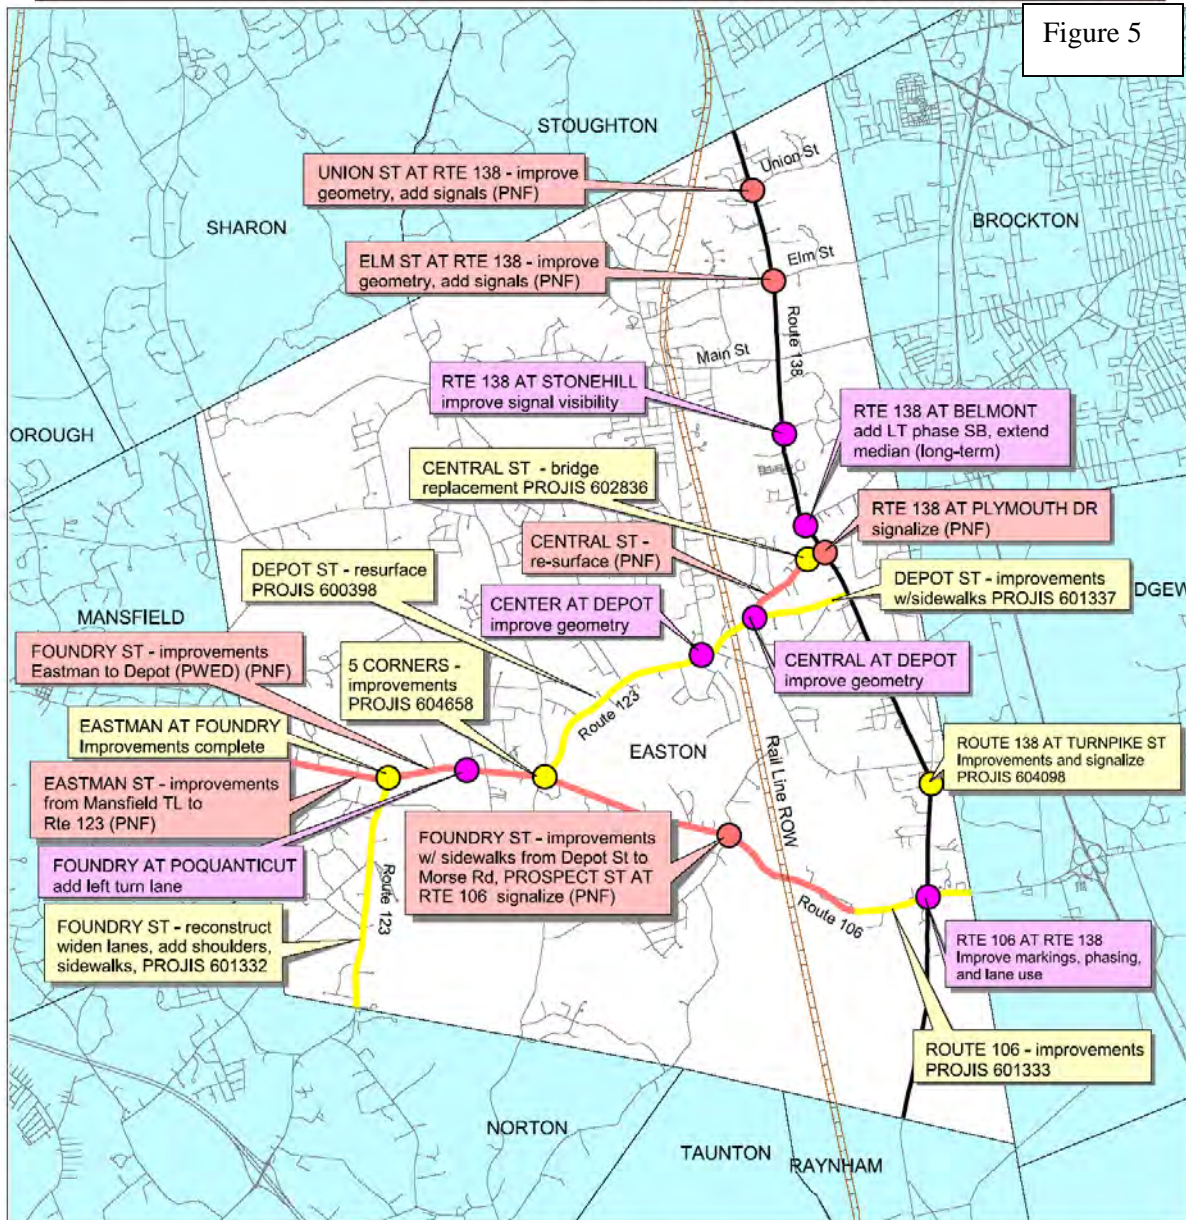 Figure 5
STOUGHTON
UNION ST AT RTE 138 - improve
geometry, add signals (PNF)
Union St
SHARON
BROCKTON
ELM ST AT RTE 138 - improve
geometry, add signals (PNF)
Elm St
Route 138
Main St
RTE 138 AT STONEHILL
improve signal visibility
RTE 138 AT BELMONT
add LT phase SB, extend
median (long-term)
OROUGH
CENTRAL ST - bridge
replacement PROJIS 602836
RTE 138 AT PLYMOUTH DR
signalize (PNF)
CENTRAL ST -
re-surface (PNF)
DEPOT ST - resurface
PROJIS 600398
DEPOT ST - improvements
w/sidewalks PROJIS 601337
DGEW
MANSFIELD
CENTER AT DEPOT
improve geometry
FOUNDRY ST - improvements
Eastman to Depot (PWED) (PNF)
5 CORNERS -
improvements
PROJIS 604658
CENTRAL AT DEPOT
improve geometry
Route 123
EASTMAN AT FOUNDRY
Improvements complete
EASTON
Rail Line ROW
ROUTE 138 AT TURNPIKE ST
Improvements and signalize
PROJIS 604098
EASTMAN ST - improvements
from Mansfield TL to
Rte 123 (PNF)
FOUNDRY ST - improvements
w/ sidewalks from Depot St to
Morse Rd, PROSPECT ST AT
RTE 106 signalize (PNF)
FOUNDRY AT POQUANTICUT
add left turn lane
Route 123
Route 106
FOUNDRY ST - reconstruct
widen lanes, add shoulders,
sidewalks, PROJIS 601332
RTE 106 AT RTE 138
Improve markings, phasing,
and lane use
ROUTE 106 - improvements
PROJIS 601333
NORTON
TAUNTON
RAYNHAM